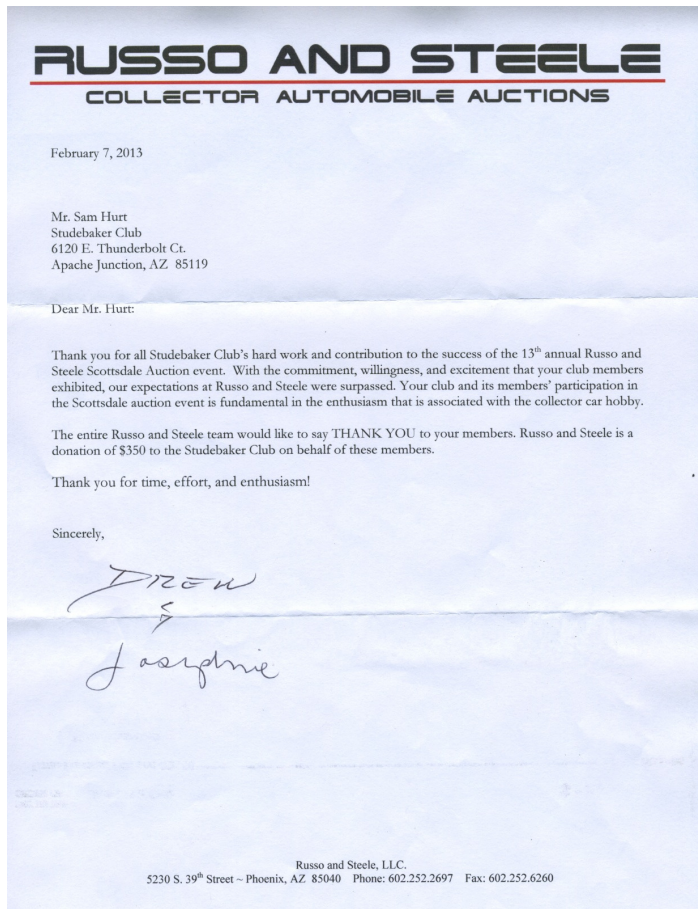 RUSSO AND STEELE
COLLECTOR AUTOMOBILE AUCTIONS
February 7, 2013
Mr. Sam Hurt
Studebaker Club
6120 E. Thunderbolt Ct.
Apache Junction, AZ 85119
Dear Mr. Hurt:
Thank you for all Studebaker Club's hard work and contribution to the success of the 13th annual Russo and
Steele Scottsdale Auction event. With the commitment, willingness, and excitement that your club members
exhibited, our expectations at Russo and Steele were surpassed. Your club and its members' participation in
the Scottsdale auction event is fundamental in the enthusiasm that is associated with the collector car hobby.
The entire Russo and Steele team would like to say THANK YOU to your members. Russo and Steele is a
donation of $350 to the Studebaker Club on behalf of these members.
Thank you for time, effort, and enthusiasm!
Sincerely,
DREW
Josephine
Russo and Steele, LLC.
5230 S. 39th Street ~ Phoenix, AZ 85040 Phone: 602.252.2697 Fax: 602.252.6260